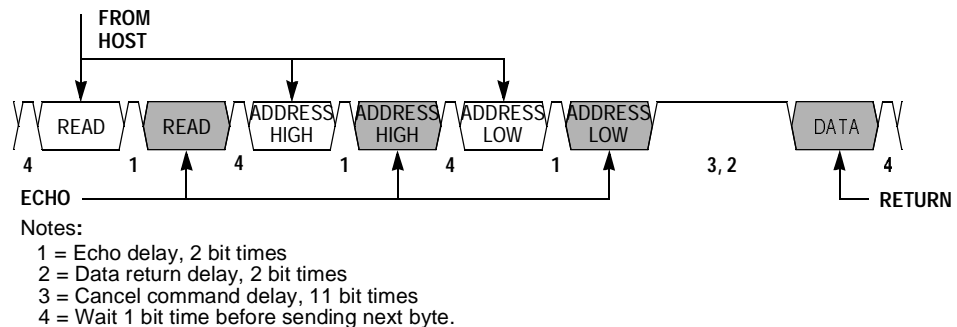 FROM
HOST
READ READ ADDRESS HIGH ADDRESS HIGH ADDRESS LOW ADDRESS LOW DATA
4 1 4 1 4 1 3, 2 4
ECHO RETURN
Notes:
1 = Echo delay, 2 bit times
2 = Data return delay, 2 bit times
3 = Cancel command delay, 11 bit times
4 = Wait 1 bit time before sending next byte.